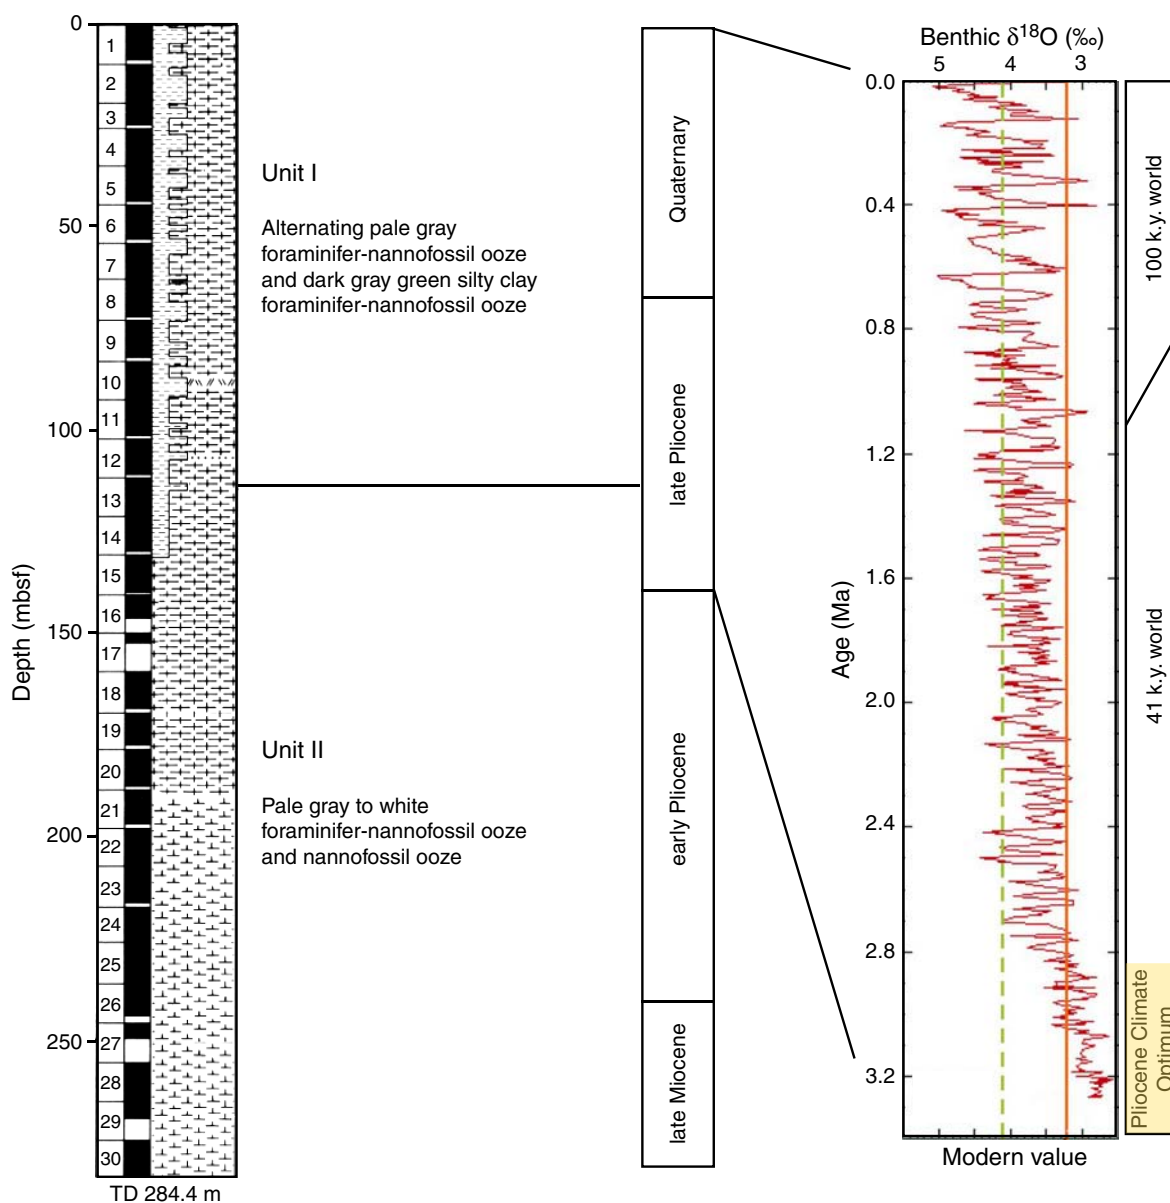 0
50
100
150
200
250
Depth (mbsf)
1
2
3
4
5
6
7
8
9
10
11
12
13
14
15
16
17
18
19
20
21
22
23
24
25
26
27
28
29
30
TD 284.4 m
Unit I
Alternating pale gray
foraminifer-nannofossil ooze
and dark gray green silty clay
foraminifer-nannofossil ooze
Unit II
Pale gray to white
foraminifer-nannofossil ooze
and nannofossil ooze
Quaternary
late Pliocene
early Pliocene
late Miocene
Benthic δ¹⁸O (‰)
5 4 3
0.0
0.4
0.8
1.2
1.6
2.0
2.4
2.8
3.2
Age (Ma)
Modern value
100 k.y. world
41 k.y. world
Pliocene Climate
Optimum